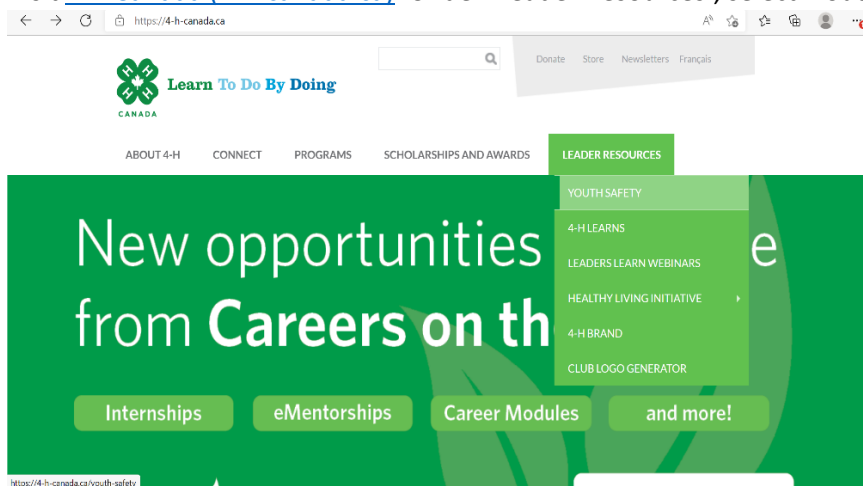 https://4-h-canada.ca
Donate Store Newsletters Français
Learn To Do By Doing
CANADA
ABOUT 4-H CONNECT PROGRAMS SCHOLARSHIPS AND AWARDS LEADER RESOURCES
YOUTH SAFETY
4-H LEARNS
LEADERS LEARN WEBINARS
HEALTHY LIVING INITIATIVE
4-H BRAND
CLUB LOGO GENERATOR
New opportunities
from Careers on th
Internships eMentorships Career Modules and more!
https://4-h-canada.ca/youth-safety